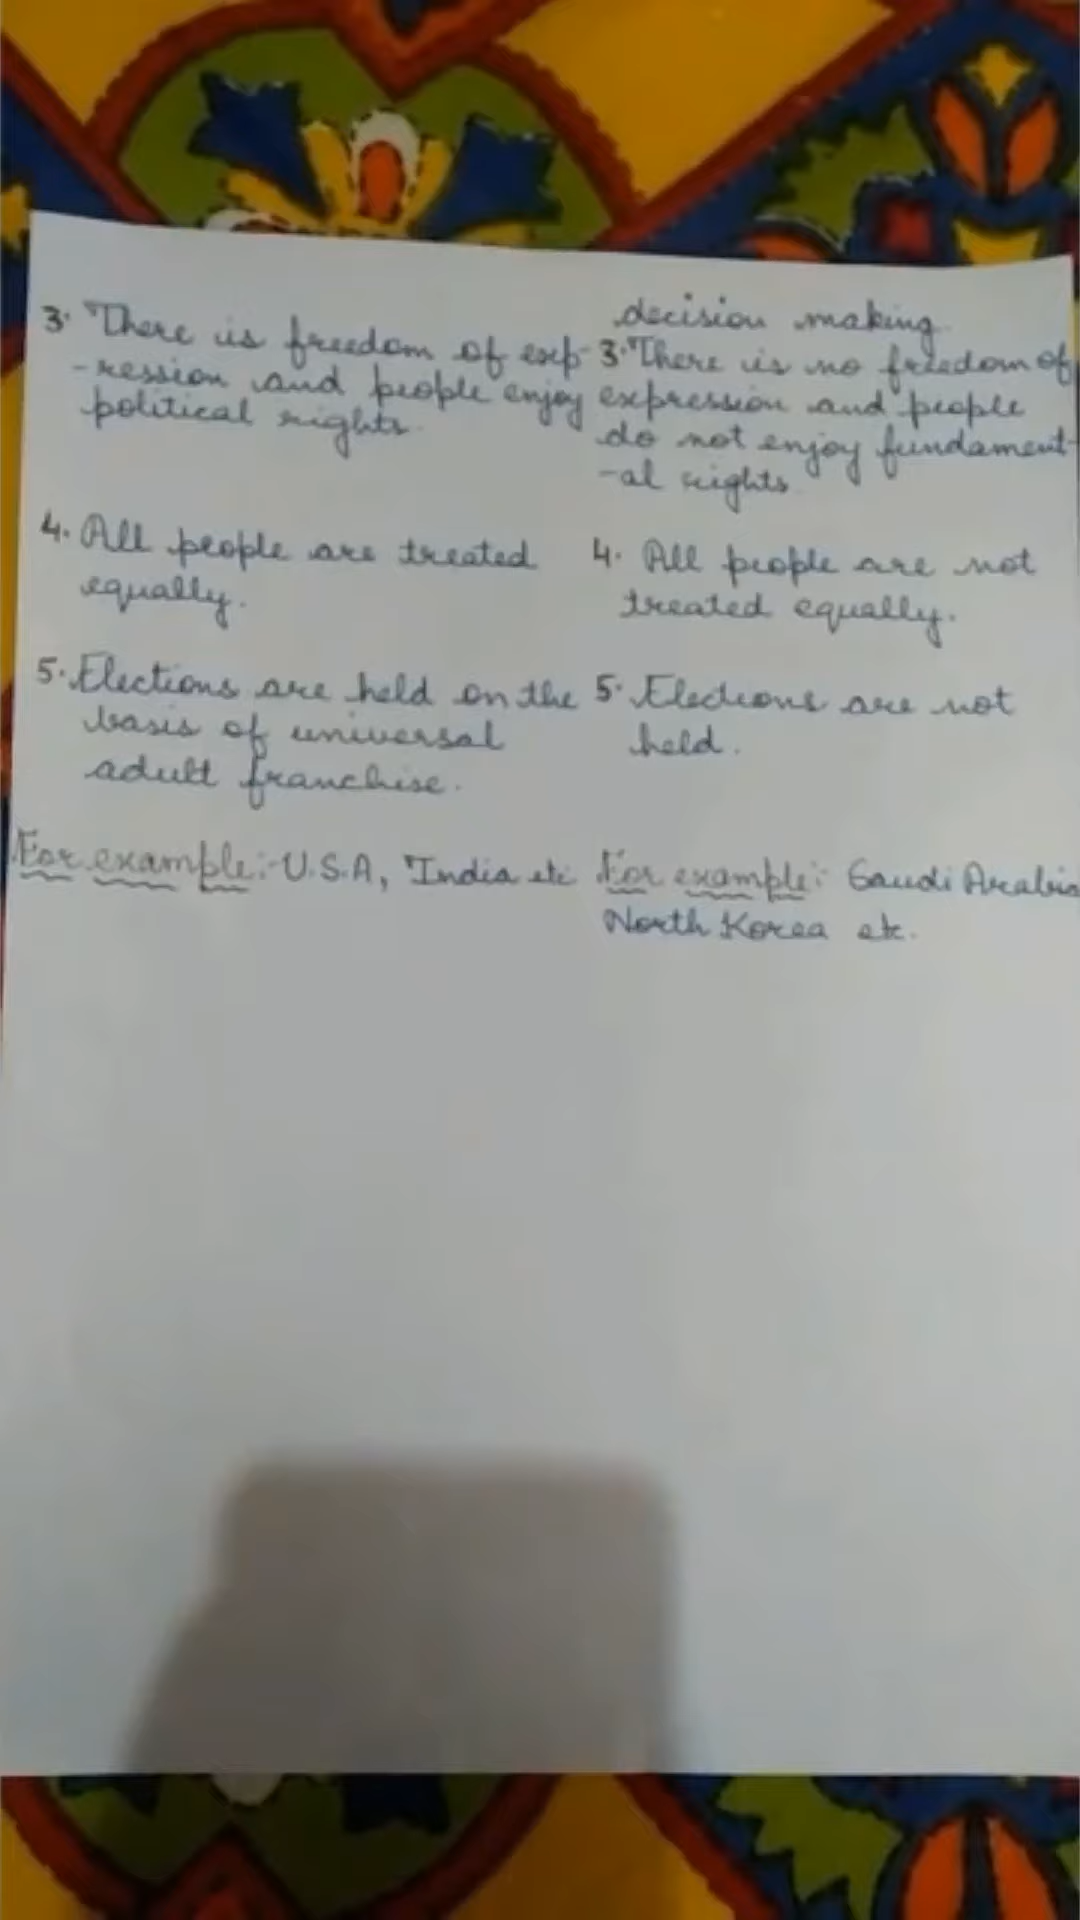 3. There is freedom of exp
-ression and people enjoy
political rights.
4. All people are treated
equally.
5. Elections are held on the
basis of universal
adult franchise.
For example:- U.S.A, India etc
decision making.
3. There is no freedom of
expression and people
do not enjoy fundament-
-al rights.
4. All people are not
treated equally.
5. Elections are not
held.
For example: Saudi Arabia
North Korea etc.